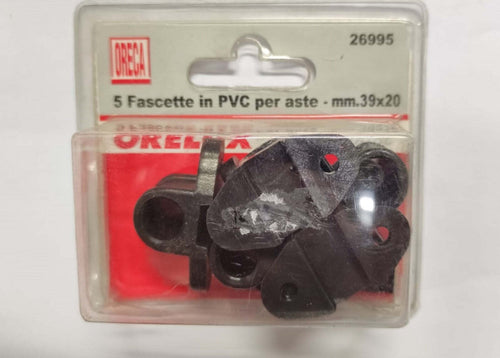 ORECA
26995
5 Fascette in PVC per aste - mm.39x20